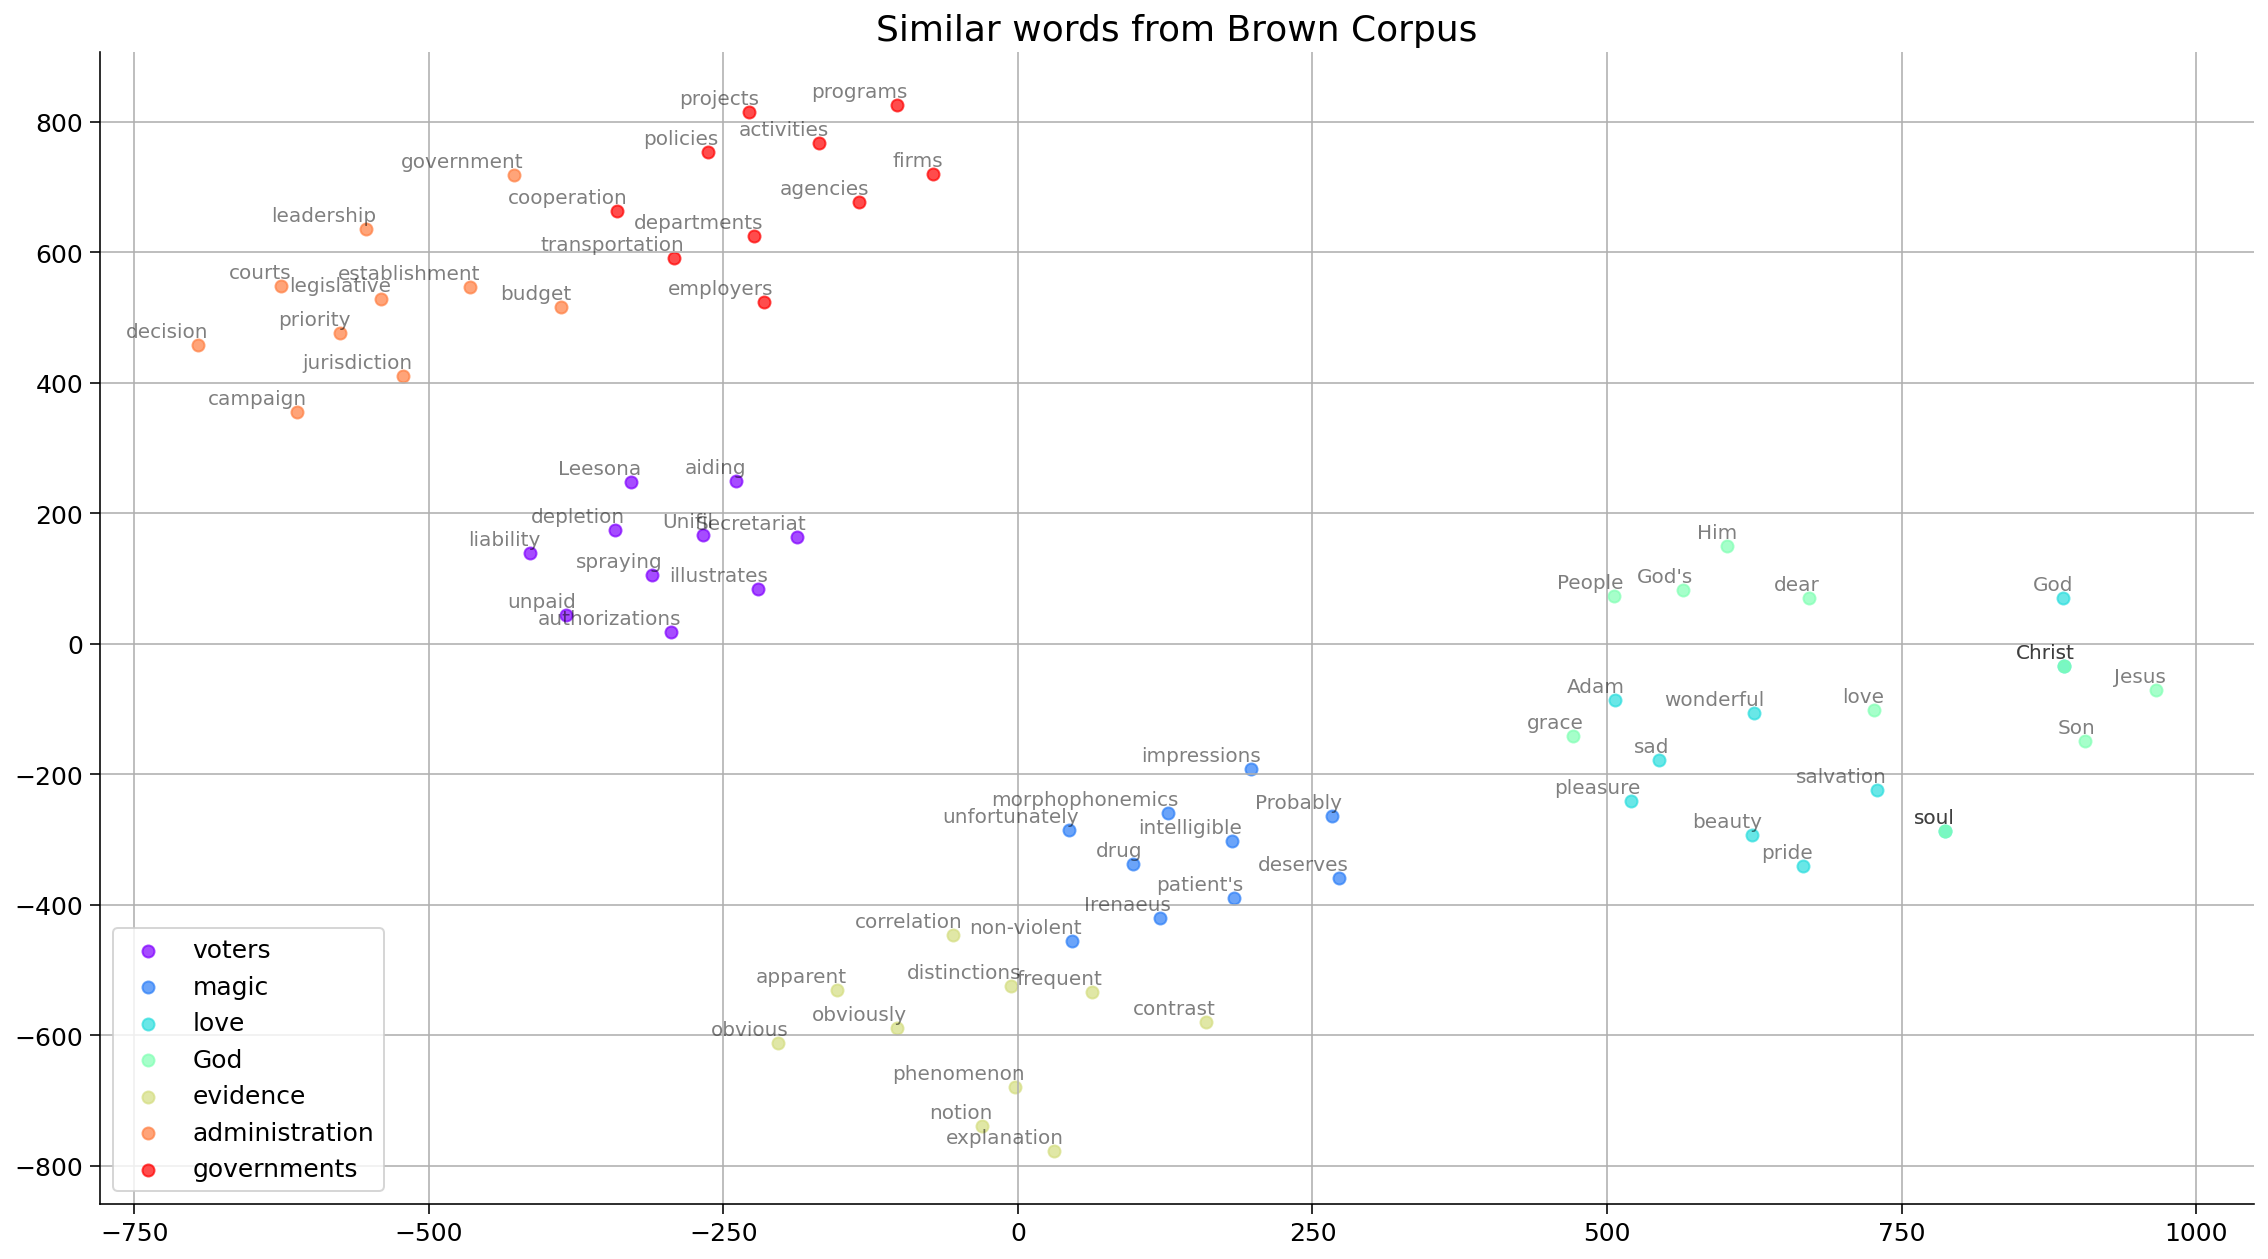 Similar words from Brown Corpus
programs
projects
activities
policies
government
firms
agencies
cooperation
leadership
departments
transportation
courts
establishment
legislative
employers
budget
priority
decision
jurisdiction
campaign
Leesona
aiding
depletion
Unifil
Secretariat
liability
spraying
illustrates
unpaid
authorizations
Him
People
God's
dear
God
Christ
Jesus
Adam
wonderful
love
grace
Son
sad
impressions
salvation
pleasure
morphophonemics
Probably
unfortunately
intelligible
beauty
soul
drug
pride
deserves
patient's
Irenaeus
correlation
non-violent
apparent
distinctions
frequent
obviously
contrast
obvious
phenomenon
notion
explanation
800
600
400
200
0
−200
−400
−600
−800
voters
magic
love
God
evidence
administration
governments
−750
−500
−250
0
250
500
750
1000